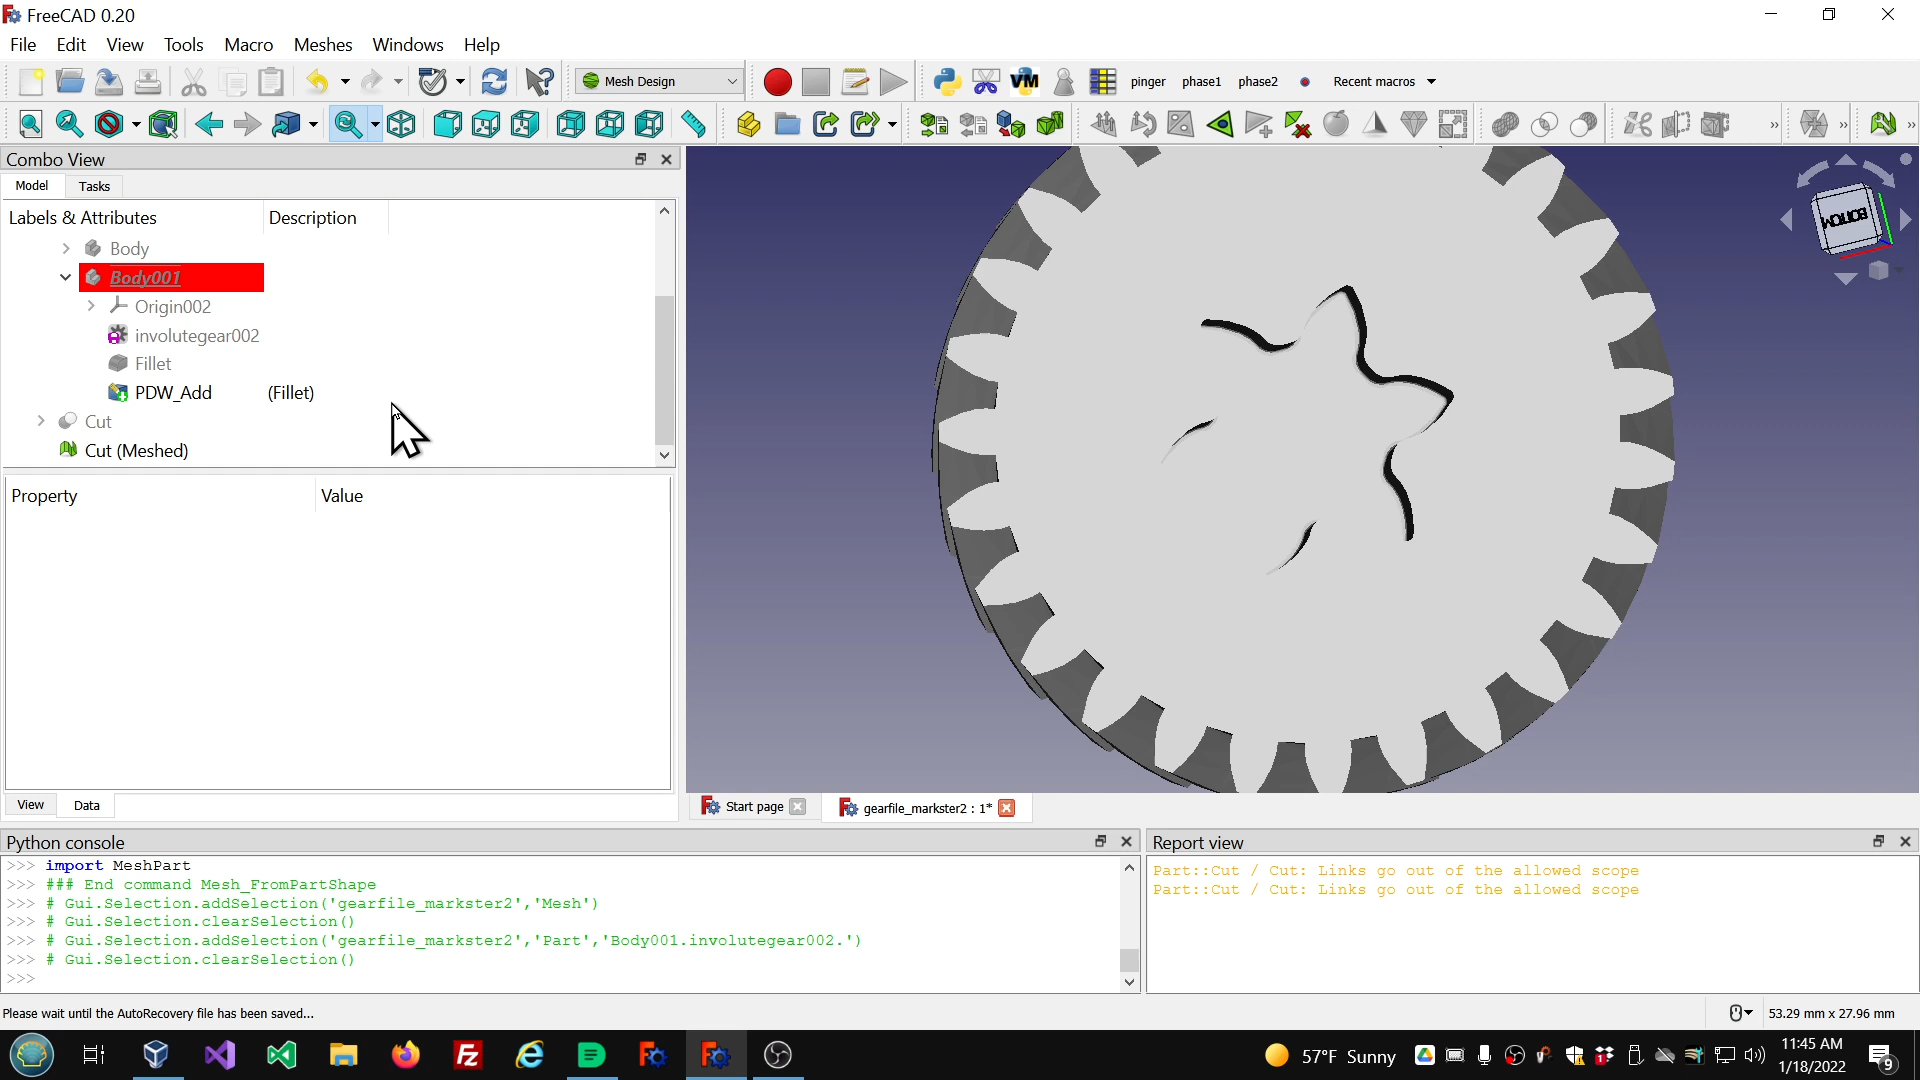 FreeCAD 0.20
File Edit View Tools Macro Meshes Windows Help
Mesh Design VM pinger phase1 phase2 Recent macros
Combo View
Model Tasks
Labels & Attributes Description
Body
Body001
Origin002
involutegear002
Fillet
PDW_Add (Fillet)
Cut
Cut (Meshed)
BOTTOM
Property Value
View Data
Start page gearfile_markster2 : 1*
Python console
>>> import MeshPart
>>> ### End command Mesh_FromPartShape
>>> # Gui.Selection.addSelection('gearfile_markster2','Mesh')
>>> # Gui.Selection.clearSelection()
>>> # Gui.Selection.addSelection('gearfile_markster2','Part','Body001.involutegear002.')
>>> # Gui.Selection.clearSelection()
>>>
Report view
Part::Cut / Cut: Links go out of the allowed scope
Part::Cut / Cut: Links go out of the allowed scope
Please wait until the AutoRecovery file has been saved...
53.29 mm x 27.96 mm
57°F Sunny
11:45 AM
1/18/2022
9